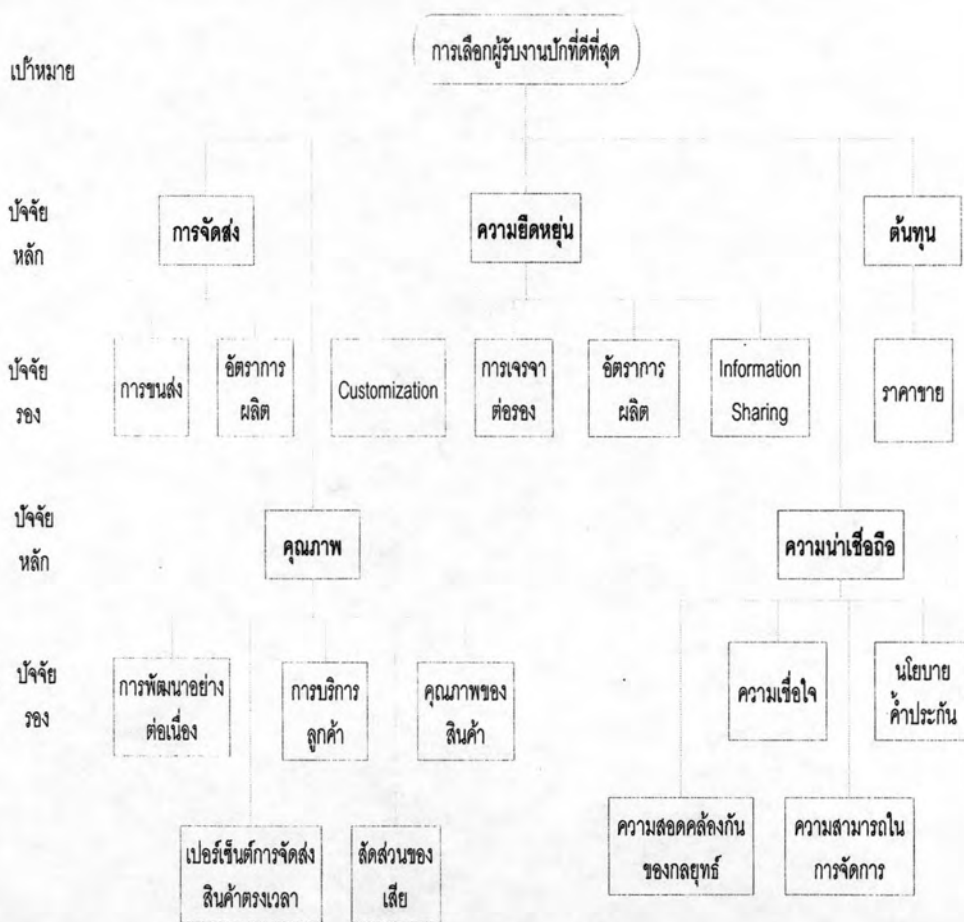 การเลือกผู้รับงานปักที่ดีที่สุด
เป้าหมาย
ปัจจัย
หลัก
การจัดส่ง
ความยืดหยุ่น
ต้นทุน
ปัจจัย
รอง
การขนส่ง
อัตราการ
ผลิต
Customization
การเจรจา
ต่อรอง
อัตราการ
ผลิต
Information
Sharing
ราคาขาย
ปัจจัย
หลัก
คุณภาพ
ความน่าเชื่อถือ
ปัจจัย
รอง
การพัฒนาอย่าง
ต่อเนื่อง
การบริการ
ลูกค้า
คุณภาพของ
สินค้า
ความเชื่อใจ
นโยบาย
ค้ำประกัน
เปอร์เซ็นต์การจัดส่ง
สินค้าตรงเวลา
สัดส่วนของ
เสีย
ความสอดคล้องกัน
ของกลยุทธ์
ความสามารถใน
การจัดการ